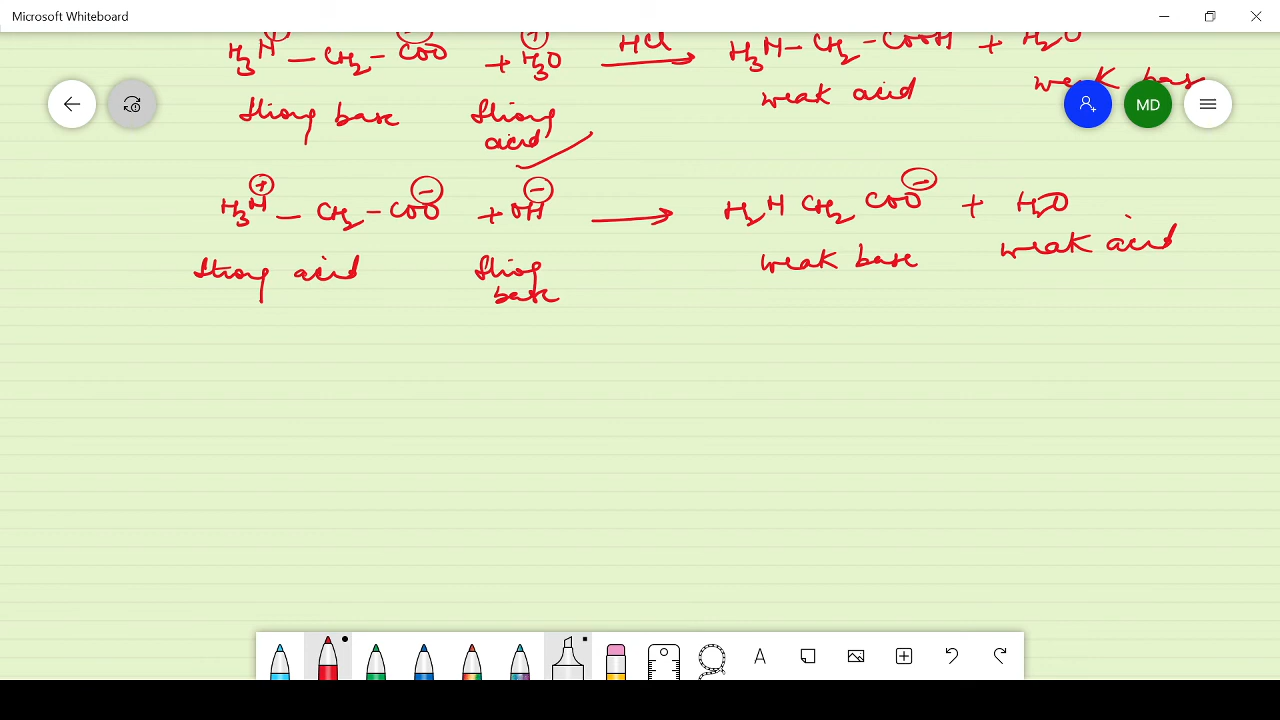 Microsoft Whiteboard
H₃N⊕ — CH₂ — COO⊖ + H₃O⊕ HCl → H₃N — CH₂ — COOH + H₂O
Strong base Strong acid weak acid weak base
MD
H₃N⊕ — CH₂ — COO⊖ + OH⊖ → H₂N CH₂ COO⊖ + H₂O
Strong acid Strong base weak base weak acid
A